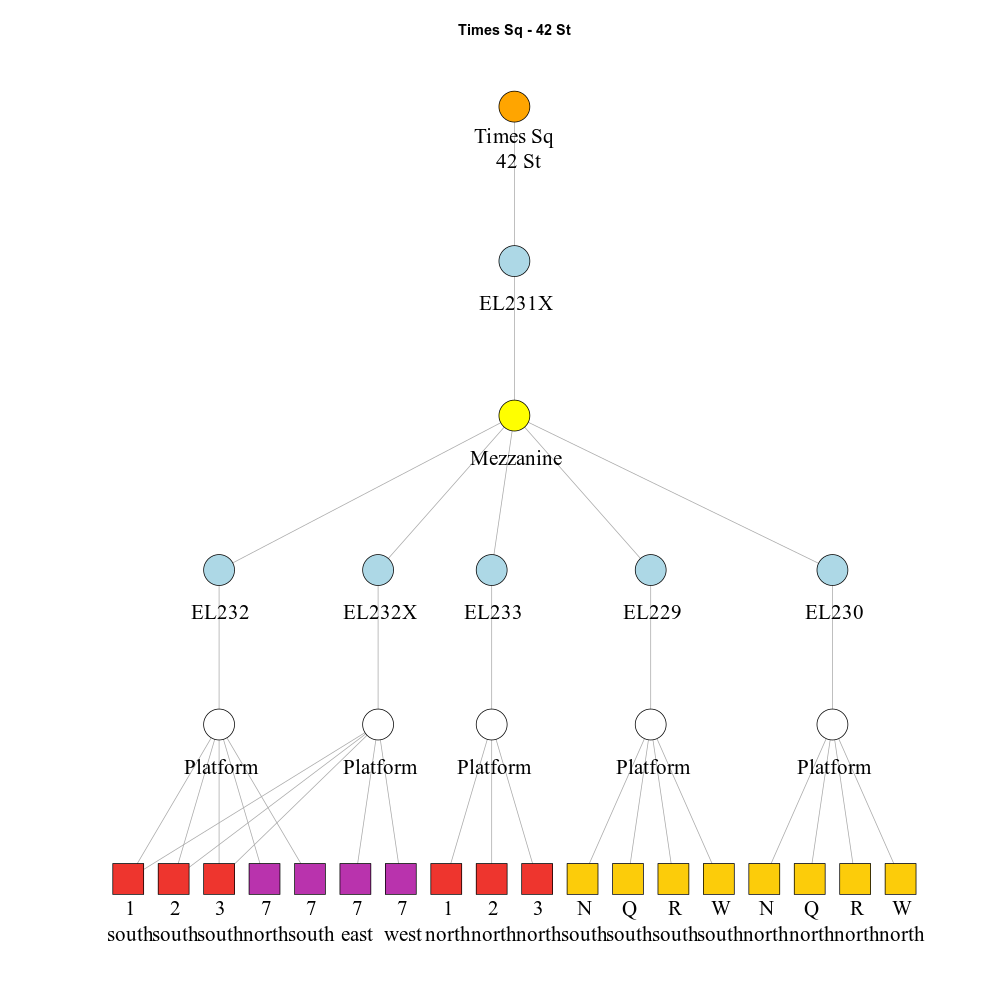 Times Sq - 42 St
Times Sq
42 St
EL231X
Mezzanine
EL232 EL232X EL233 EL229 EL230
Platform Platform Platform Platform Platform
1 2 3 7 7 7 7 1 2 3 N Q R W N Q R W
south south south north south east west north north north south south south south north north north north